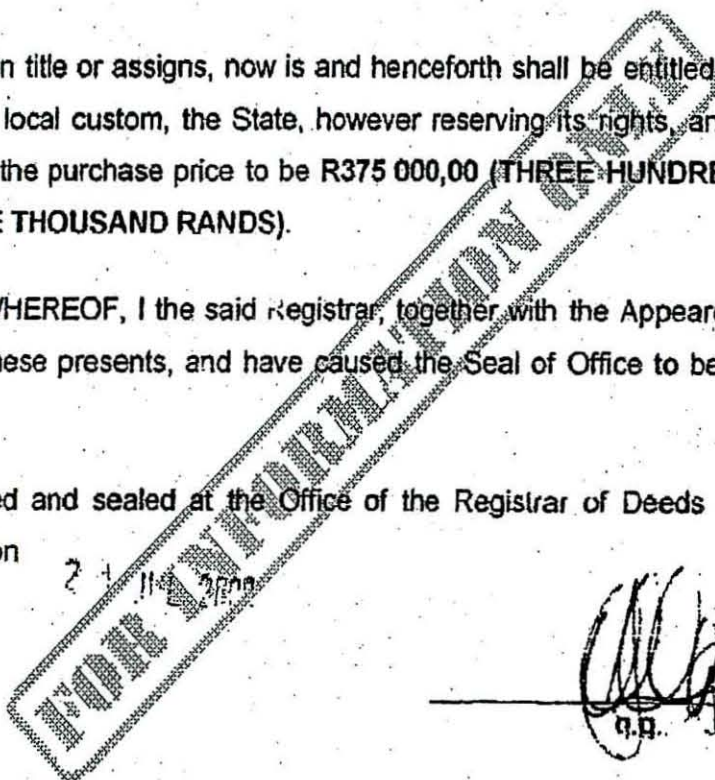 n title or assigns, now is and henceforth shall be entitled
local custom, the State, however reserving its rights, an
the purchase price to be R375 000,00 (THREE HUNDRE
E THOUSAND RANDS).
WHEREOF, I the said Registrar, together with the Appeare
hese presents, and have caused the Seal of Office to be
ed and sealed at the Office of the Registrar of Deeds
on
FOR INFORMATION ONLY
q.q.